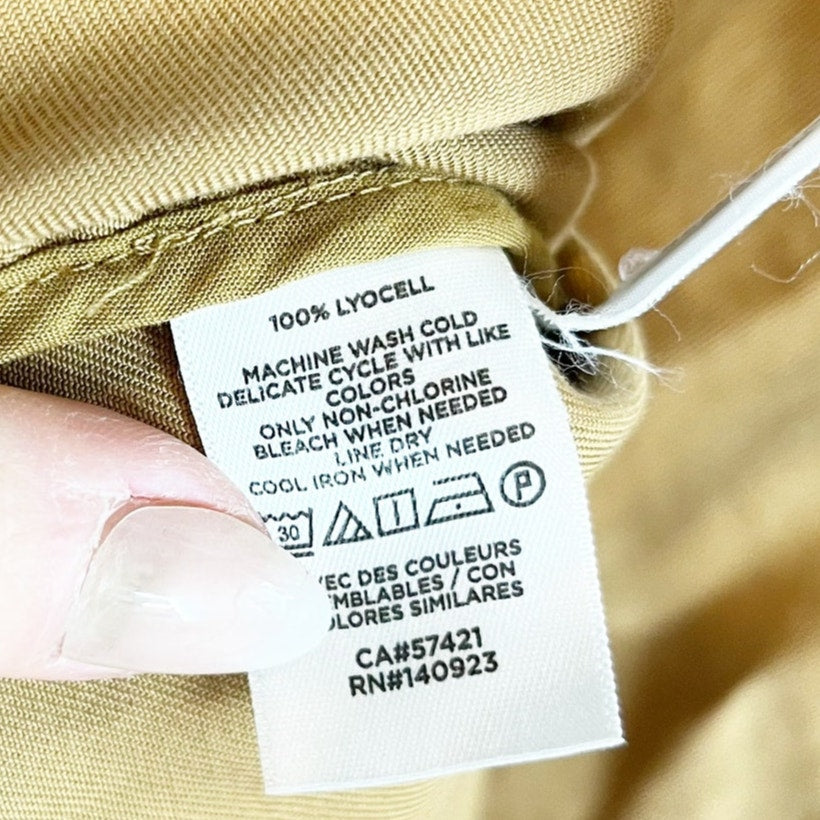 100% LYOCELL
MACHINE WASH COLD
DELICATE CYCLE WITH LIKE
COLORS
ONLY NON-CHLORINE
BLEACH WHEN NEEDED
LINE DRY
COOL IRON WHEN NEEDED
30 P
DES COULEURS
/ CON
SIMILARES
CA#57421
RN#140923